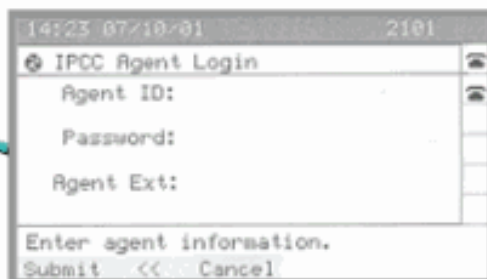 14:23 07/10/01 2101
IPCC Agent Login
Agent ID:
Password:
Agent Ext:
Enter agent information.
Submit << Cancel